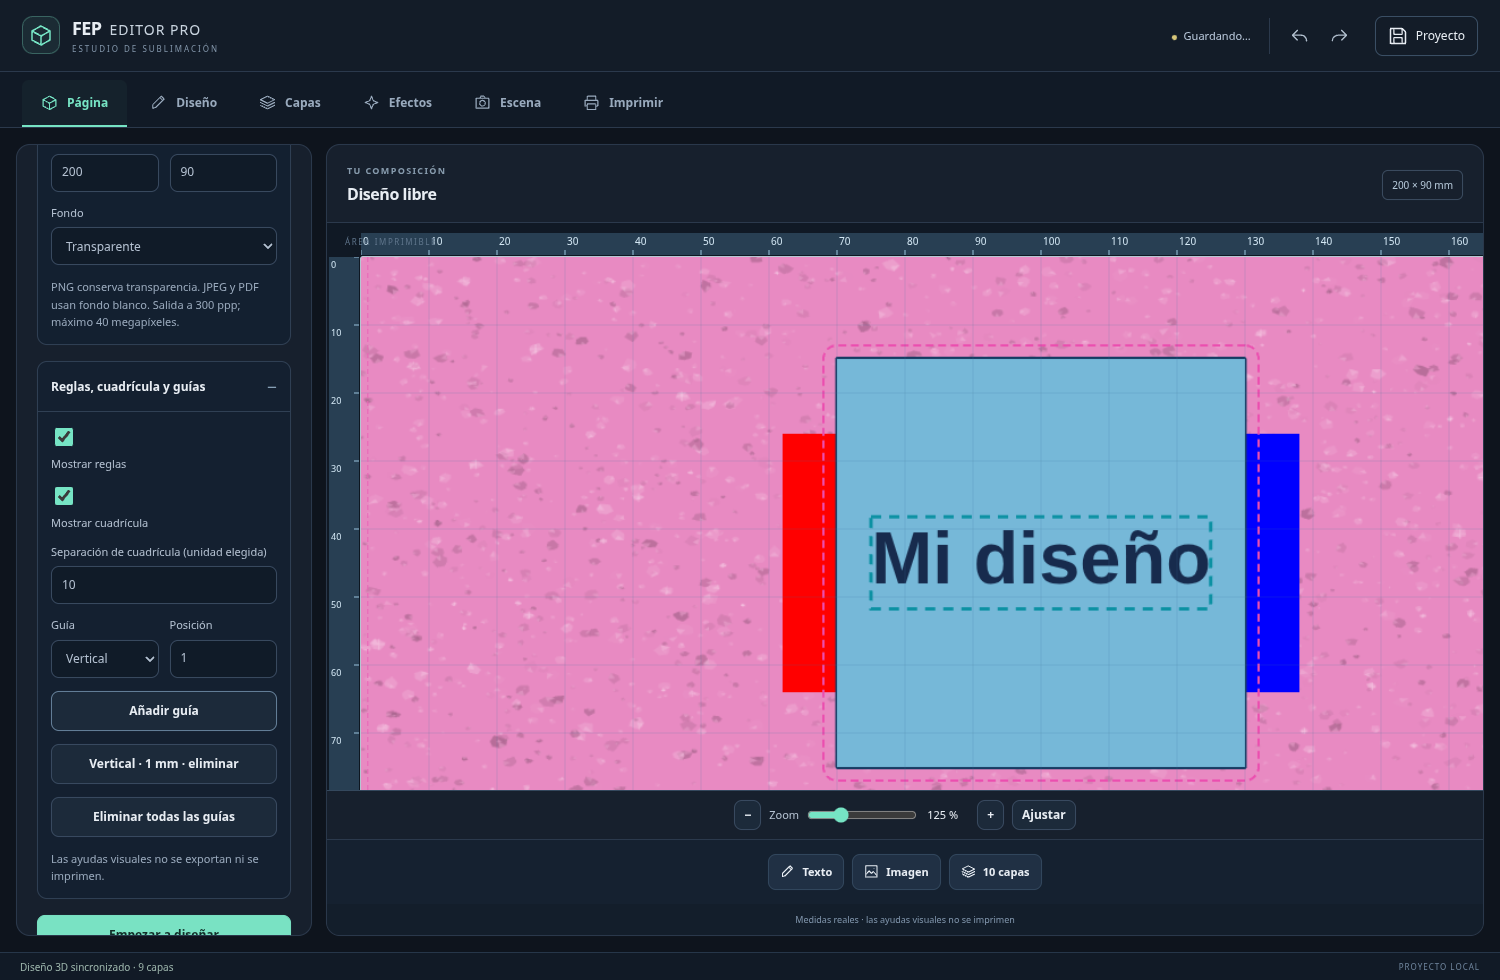 FEP EDITOR PRO
ESTUDIO DE SUBLIMACIÓN
Guardando...
Proyecto
Página
Diseño
Capas
Efectos
Escena
Imprimir
200
90
Fondo
Transparente
PNG conserva transparencia. JPEG y PDF
usan fondo blanco. Salida a 300 ppp;
máximo 40 megapíxeles.
Reglas, cuadrícula y guías
Mostrar reglas
Mostrar cuadrícula
Separación de cuadrícula (unidad elegida)
10
Guía
Posición
Vertical
1
Añadir guía
Vertical · 1 mm · eliminar
Eliminar todas las guías
Las ayudas visuales no se exportan ni se
imprimen.
Empezar a diseñar
TU COMPOSICIÓN
Diseño libre
200 × 90 mm
ÁREA IMPRIMIBLE
0 10 20 30 40 50 60 70 80 90 100 110 120 130 140 150 160
0
10
20
30
40
50
60
70
Mi diseño
− Zoom 125 % + Ajustar
Texto
Imagen
10 capas
Medidas reales · las ayudas visuales no se imprimen
Diseño 3D sincronizado · 9 capas
PROYECTO LOCAL